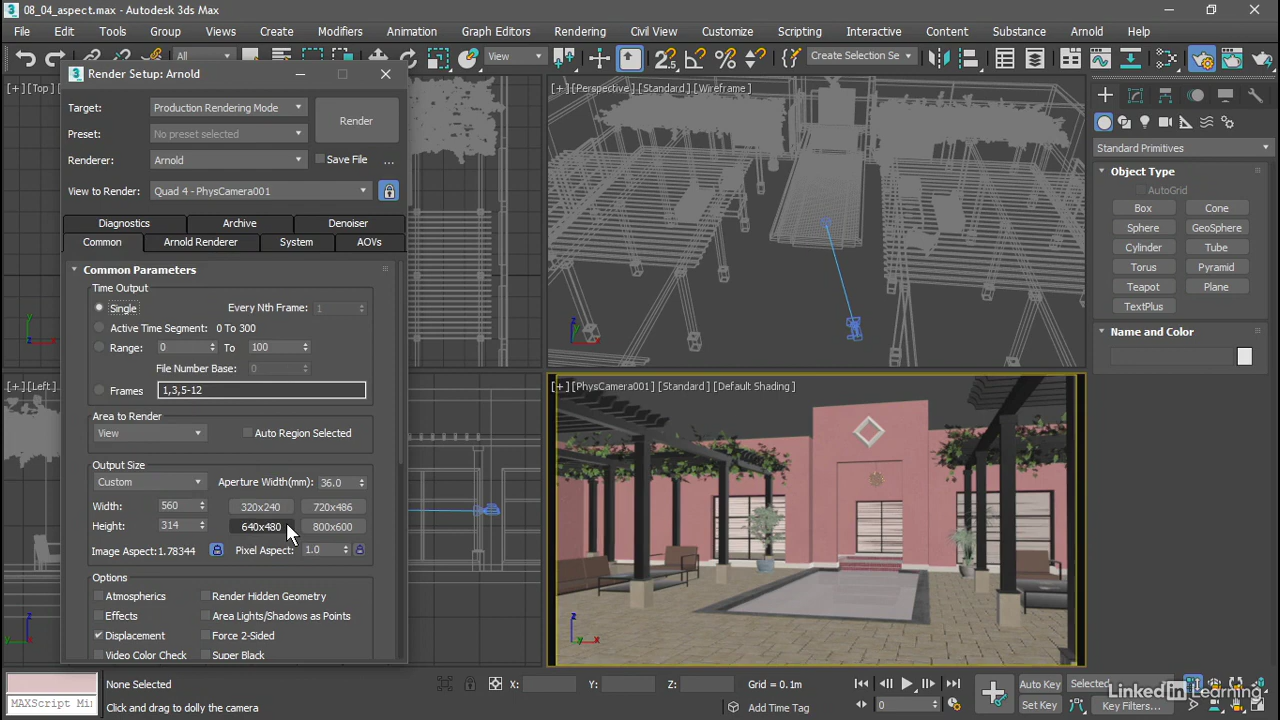 08_04_aspect.max - Autodesk 3ds Max
File Edit Tools Group Views Create Modifiers Animation Graph Editors Rendering Civil View Customize Scripting Interactive Content Substance Arnold Help
All View 2.5 Create Selection Se
Render Setup: Arnold
[+] [Top] [+] [Perspective] [Standard] [Wireframe]
Target: Production Rendering Mode
Render
Preset: No preset selected
Renderer: Arnold Save File ...
View to Render: Quad 4 - PhysCamera001
Diagnostics Archive Denoiser
Common Arnold Renderer System AOVs
Common Parameters
Time Output
Single Every Nth Frame: 1
Active Time Segment: 0 To 300
Range: 0 To 100
File Number Base: 0
Frames 1,3,5-12
Area to Render
View Auto Region Selected
Output Size
Custom Aperture Width(mm): 36.0
Width: 560 320x240 720x486
Height: 314 640x480 800x600
Image Aspect: 1.78344 Pixel Aspect: 1.0
Options
Atmospherics Render Hidden Geometry
Effects Area Lights/Shadows as Points
Displacement Force 2-Sided
Video Color Check Super Black
[+] [Left]
[+] [PhysCamera001] [Standard] [Default Shading]
Standard Primitives
Object Type
AutoGrid
Box Cone
Sphere GeoSphere
Cylinder Tube
Torus Pyramid
Teapot Plane
TextPlus
Name and Color
z x y
y x
y
z y x
None Selected X: Y: Z: Grid = 0.1m Auto Key Selected
MAXScript Mi Click and drag to dolly the camera Add Time Tag 0 Set Key Key Filters...
LinkedIn Learning